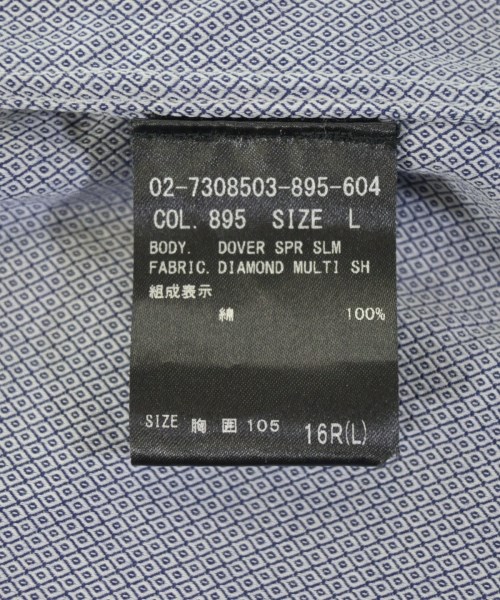 02-7308503-895-604
COL. 895 SIZE L
BODY. DOVER SPR SLM
FABRIC. DIAMOND MULTI SH
組成表示
綿 100%
SIZE 胸 囲 105 16R(L)